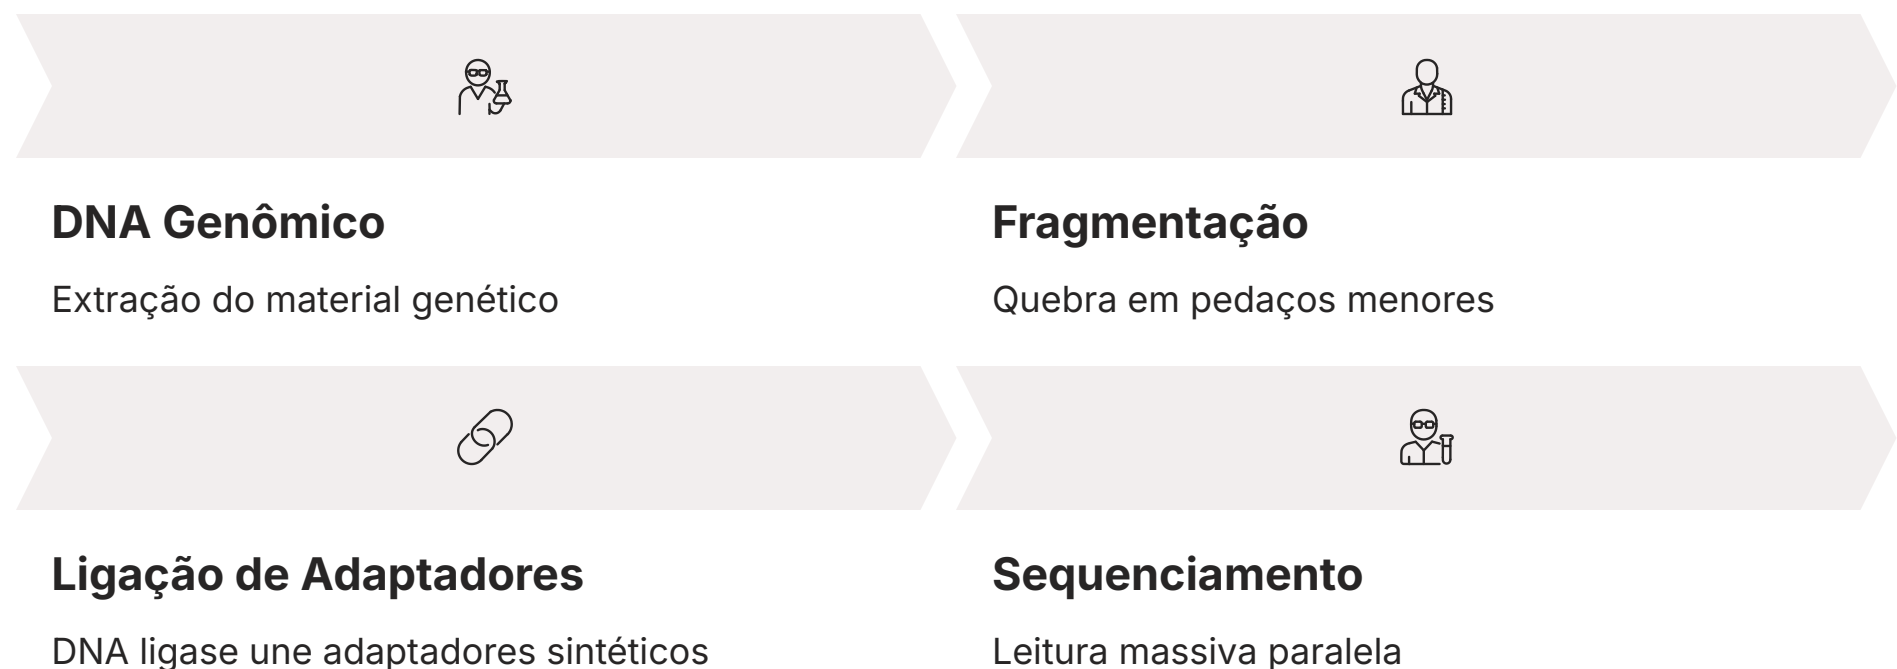 DNA Genômico
Extração do material genético
Fragmentação
Quebra em pedaços menores
Ligação de Adaptadores
DNA ligase une adaptadores sintéticos
Sequenciamento
Leitura massiva paralela